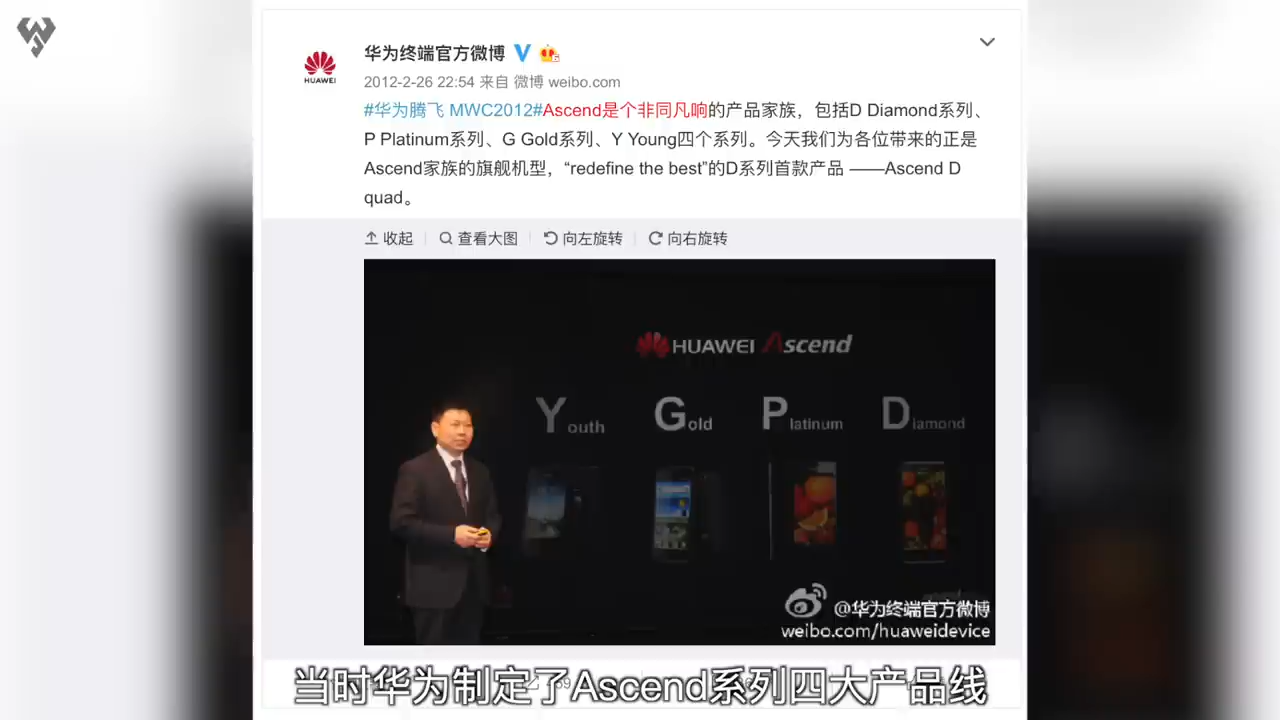 华为终端官方微博
HUAWEI
2012-2-26 22:54 来自 微博 weibo.com
#华为腾飞 MWC2012#Ascend是个非同凡响的产品家族，包括D Diamond系列、
P Platinum系列、G Gold系列、Y Young四个系列。今天我们为各位带来的正是
Ascend家族的旗舰机型，“redefine the best”的D系列首款产品 ——Ascend D
quad。
收起 查看大图 向左旋转 向右旋转
HUAWEI Ascend
Youth Gold Platinum Diamond
@华为终端官方微博
weibo.com/huaweidevice
当时华为制定了Ascend系列四大产品线